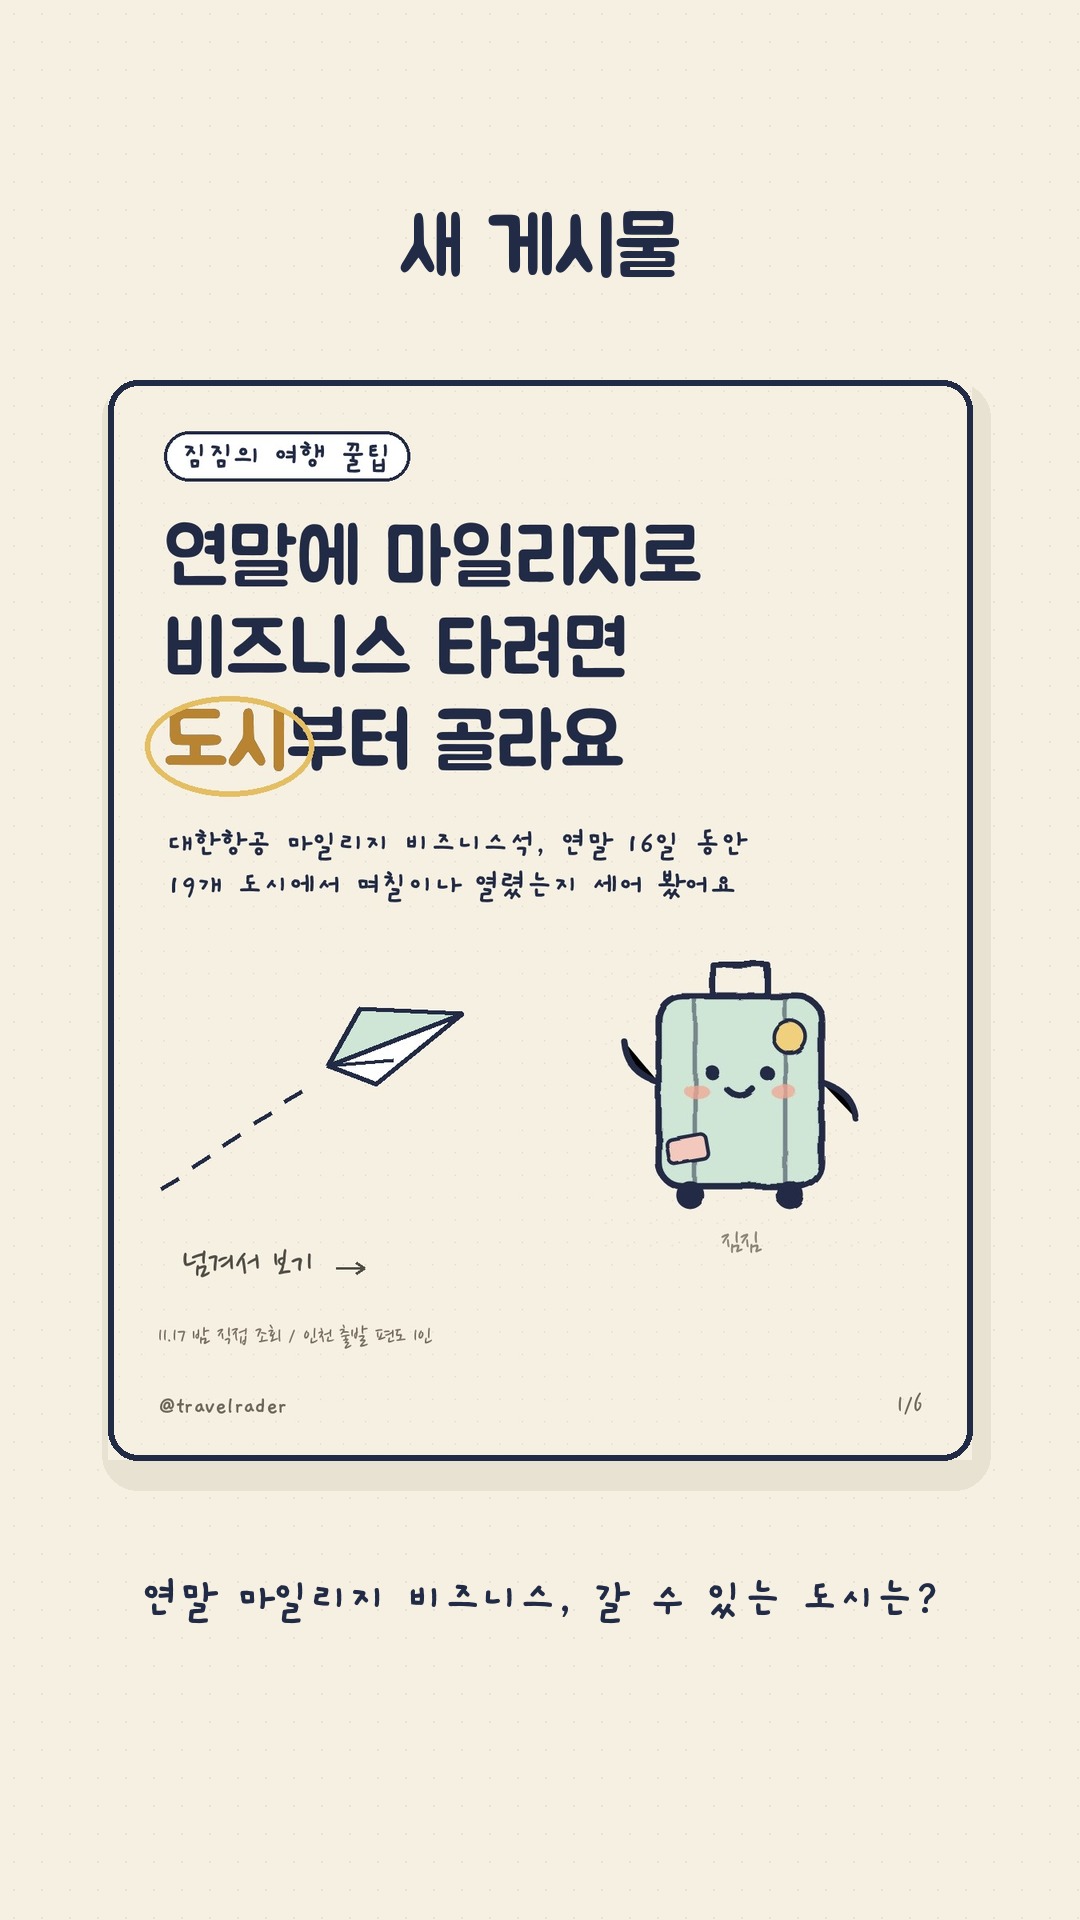 새 게시물
짐짐의 여행 꿀팁
연말에 마일리지로
비즈니스 타려면
도시부터 골라요
대한항공 마일리지 비즈니스석, 연말 16일 동안
19개 도시에서 며칠이나 열렸는지 세어 봤어요
짐짐
넘겨서 보기 →
11.17 밤 직접 조회 / 인천 출발 편도 1인
@travelrader
1/6
연말 마일리지 비즈니스, 갈 수 있는 도시는?